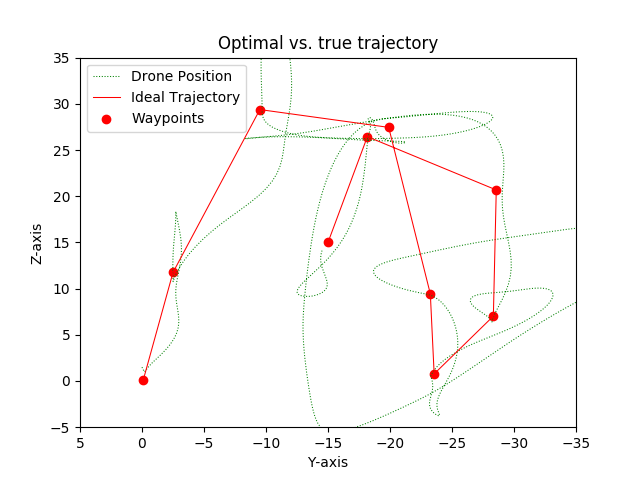 Optimal vs. true trajectory
Drone Position
Ideal Trajectory
Waypoints
35
30
25
20
15
10
5
0
−5
Z-axis
5 0 −5 −10 −15 −20 −25 −30 −35
Y-axis